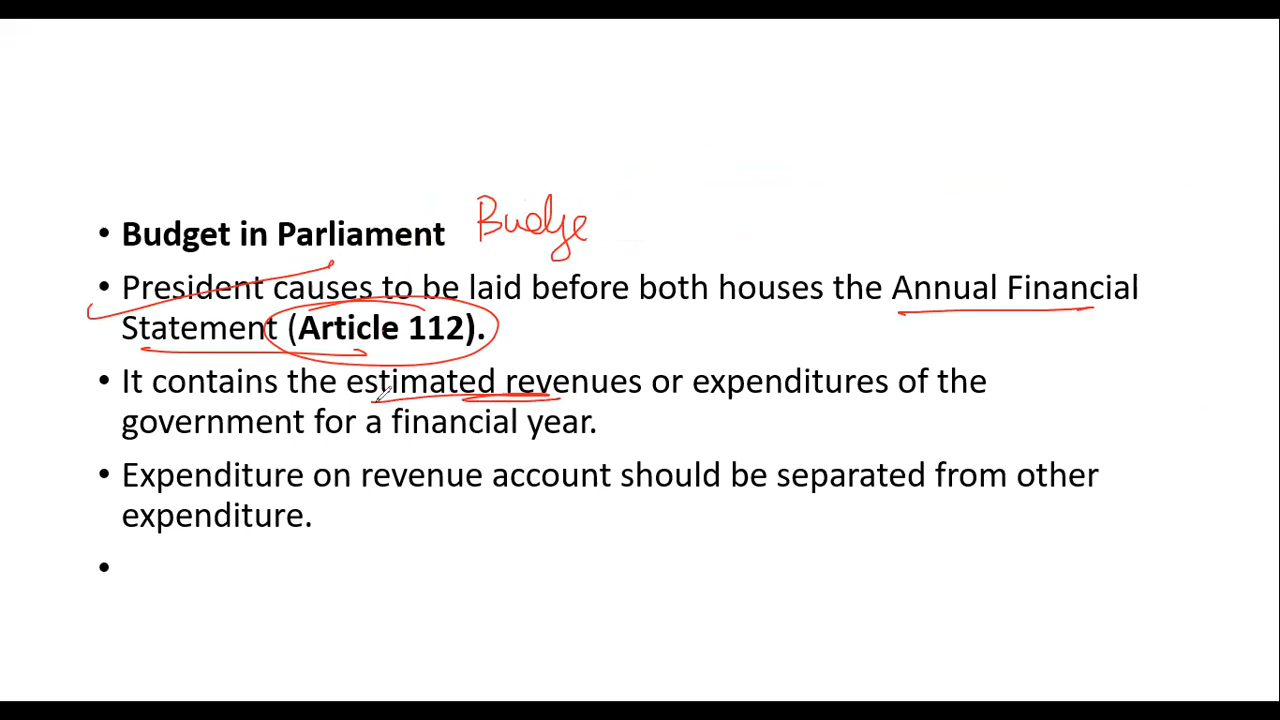 • Budget in Parliament Budge
• President causes to be laid before both houses the Annual Financial
Statement (Article 112).
• It contains the estimated revenues or expenditures of the
government for a financial year.
• Expenditure on revenue account should be separated from other
expenditure.
•